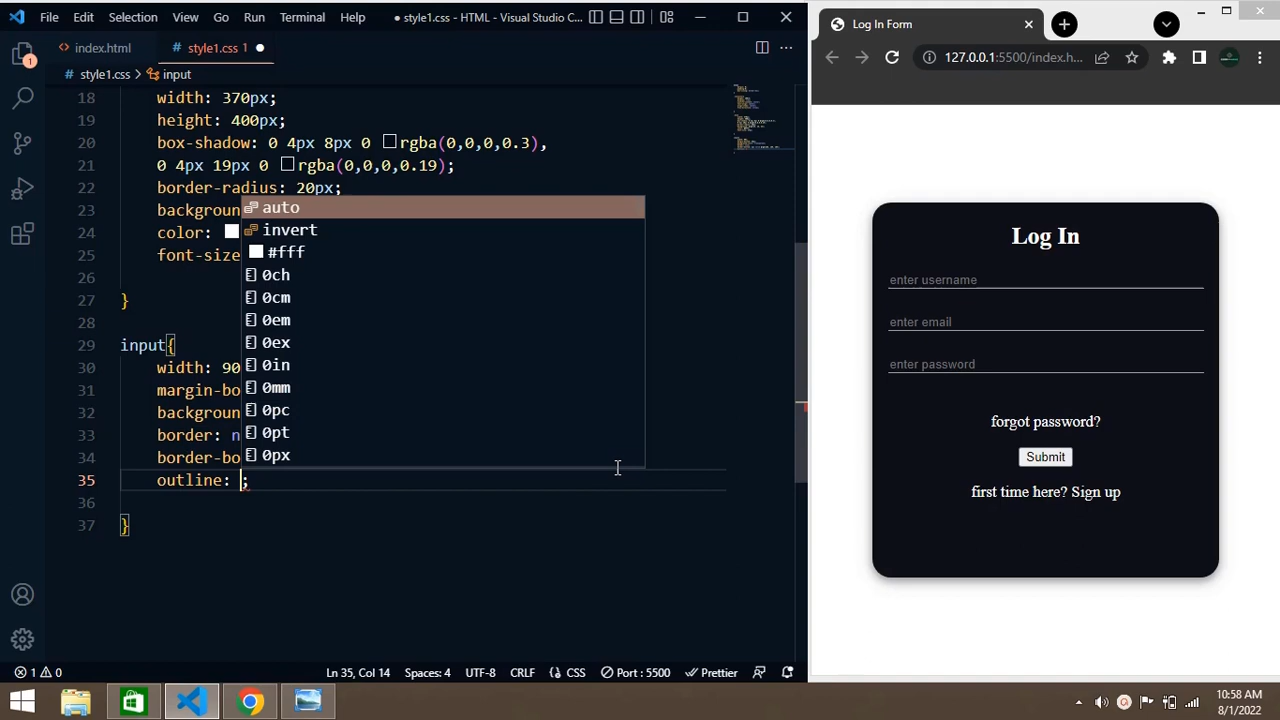 File Edit Selection View Go Run Terminal Help ● style1.css - HTML - Visual Studio C...
<> index.html # style1.css 1 ●
# style1.css > input
18 width: 370px;
19 height: 400px;
20 box-shadow: 0 4px 8px 0 rgba(0,0,0,0.3),
21 0 4px 19px 0 rgba(0,0,0,0.19);
22 border-radius: 20px;
23 backgroun
24 color:
25 font-size
26
27 }
28
29 input{
30 width: 90
31 margin-bo
32 backgroun
33 border: n
34 border-bo
35 outline: ;
36
37 }
auto
invert
#fff
0ch
0cm
0em
0ex
0in
0mm
0pc
0pt
0px
1
1 0 Ln 35, Col 14 Spaces: 4 UTF-8 CRLF {} CSS Port : 5500 Prettier
Log In Form
127.0.0.1:5500/index.h...
Log In
enter username
enter email
enter password
forgot password?
Submit
first time here? Sign up
10:58 AM
8/1/2022